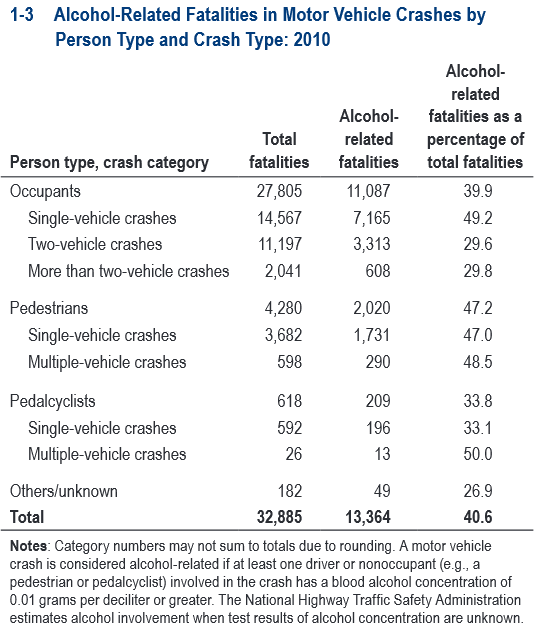 1-3 Alcohol-Related Fatalities in Motor Vehicle Crashes by
Person Type and Crash Type: 2010
Person type, crash category Total fatalities Alcohol-related fatalities Alcohol-related fatalities as a percentage of total fatalities
Occupants 27,805 11,087 39.9
Single-vehicle crashes 14,567 7,165 49.2
Two-vehicle crashes 11,197 3,313 29.6
More than two-vehicle crashes 2,041 608 29.8
Pedestrians 4,280 2,020 47.2
Single-vehicle crashes 3,682 1,731 47.0
Multiple-vehicle crashes 598 290 48.5
Pedalcyclists 618 209 33.8
Single-vehicle crashes 592 196 33.1
Multiple-vehicle crashes 26 13 50.0
Others/unknown 182 49 26.9
Total 32,885 13,364 40.6
Notes: Category numbers may not sum to totals due to rounding. A motor vehicle
crash is considered alcohol-related if at least one driver or nonoccupant (e.g., a
pedestrian or pedalcyclist) involved in the crash has a blood alcohol concentration of
0.01 grams per deciliter or greater. The National Highway Traffic Safety Administration
estimates alcohol involvement when test results of alcohol concentration are unknown.